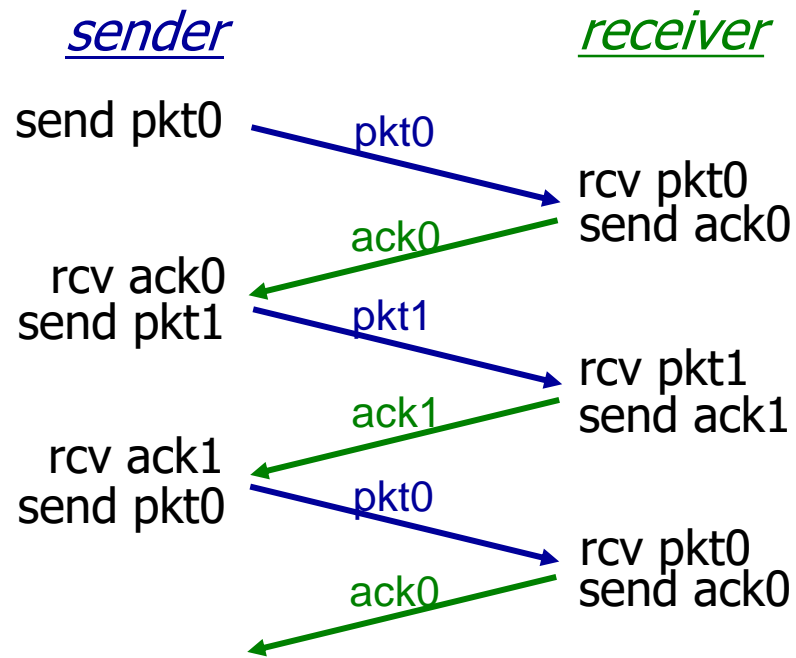 sender
receiver
send pkt0
pkt0
rcv pkt0
send ack0
ack0
rcv ack0
send pkt1
pkt1
rcv pkt1
send ack1
ack1
rcv ack1
send pkt0
pkt0
rcv pkt0
send ack0
ack0